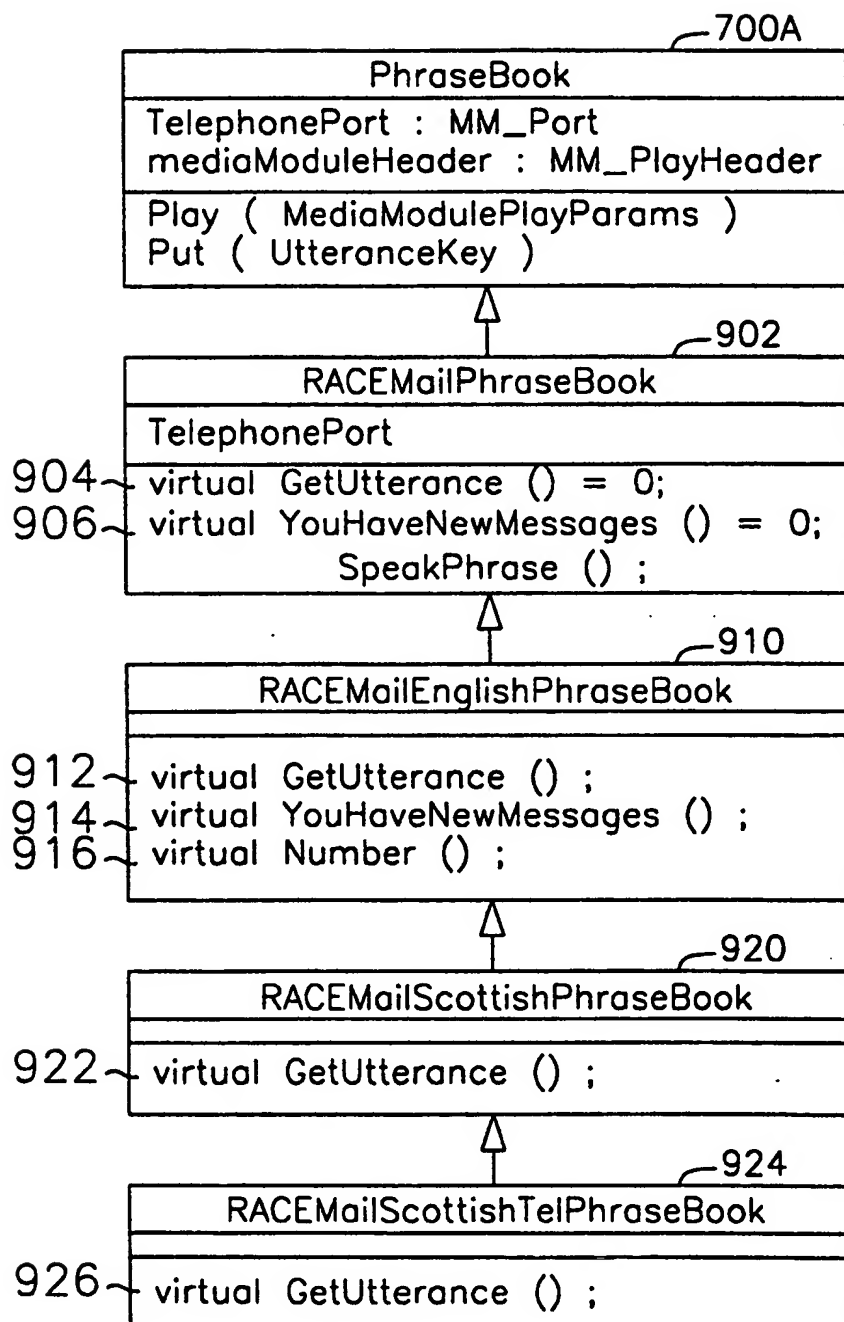 700A
PhraseBook
TelephonePort : MM_Port
mediaModuleHeader : MM_PlayHeader
Play ( MediaModulePlayParams )
Put ( UtteranceKey )
902
RACEMailPhraseBook
TelephonePort
904 virtual GetUtterance () = 0;
906 virtual YouHaveNewMessages () = 0;
SpeakPhrase () ;
910
RACEMailEnglishPhraseBook
912 virtual GetUtterance () ;
914 virtual YouHaveNewMessages () ;
916 virtual Number () ;
920
RACEMailScottishPhraseBook
922 virtual GetUtterance () ;
924
RACEMailScottishTelPhraseBook
926 virtual GetUtterance () ;